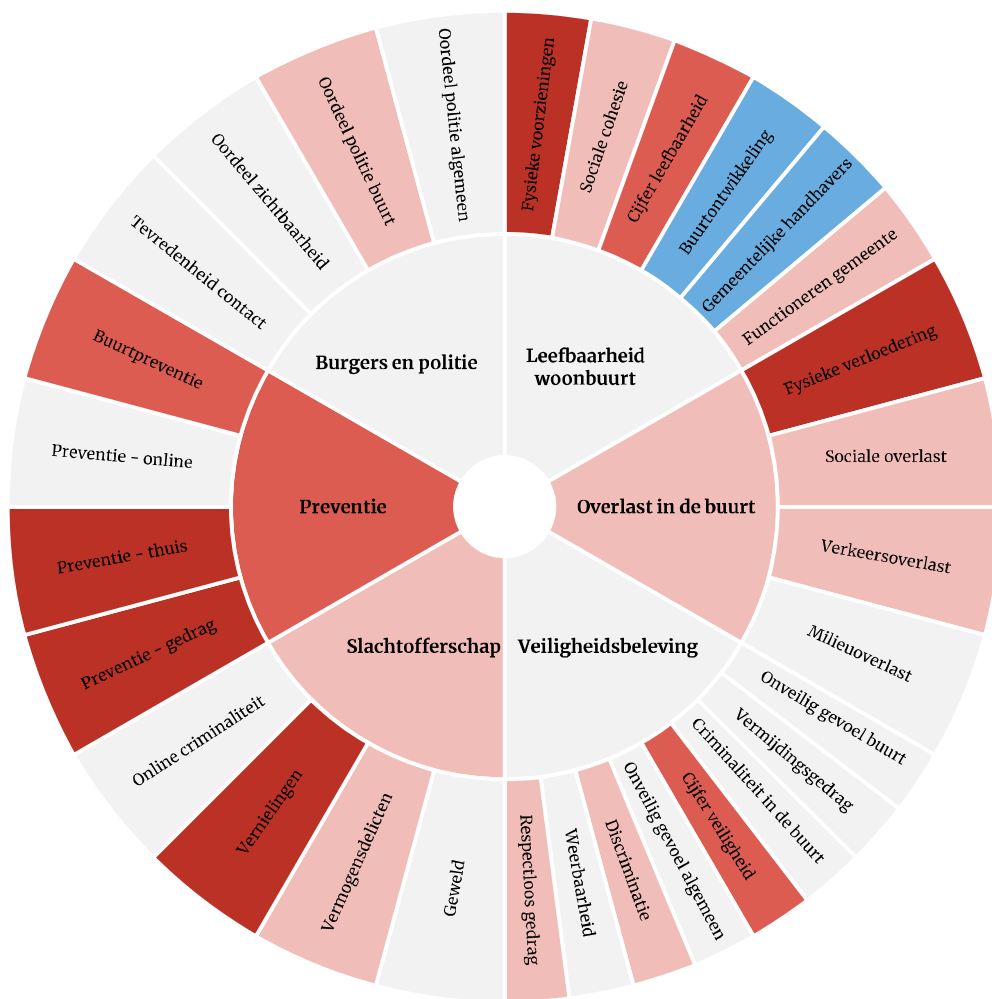 Fysieke voorzieningen
Sociale cohesie
Cijfer leefbaarheid
Buurtontwikkeling
Gemeentelijke handhavers
Functioneren gemeente
Fysieke verloedering
Sociale overlast
Verkeersoverlast
Milieuoverlast
Onveilig gevoel buurt
Vermijdingsgedrag
Criminaliteit in de buurt
Cijfer veiligheid
Onveilig gevoel algemeen
Discriminatie
Weerbaarheid
Respectloos gedrag
Geweld
Vermogensdelicten
Vernielingen
Online criminaliteit
Preventie - gedrag
Preventie - thuis
Preventie - online
Buurtpreventie
Tevredenheid contact
Oordeel zichtbaarheid
Oordeel politie buurt
Oordeel politie algemeen
Leefbaarheid
woonbuurt
Overlast in de buurt
Veiligheidsbeleving
Slachtofferschap
Preventie
Burgers en politie